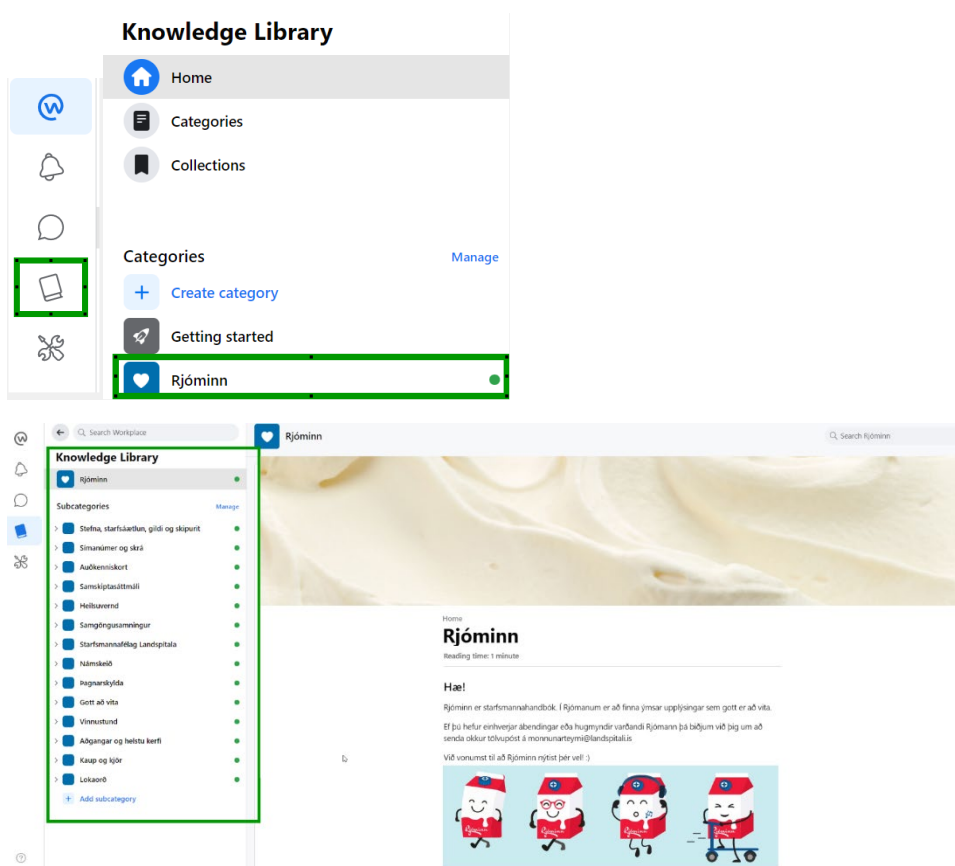 Knowledge Library
Home
Categories
Collections
Categories
Manage
Create category
Getting started
Rjóminn
Search Workplace
Knowledge Library
Rjóminn
Subcategories
Manage
Stefna, starfsáætlun, gildi og skipurit
Símanúmer og skrá
Auðkenniskort
Samskiptasáttmáli
Heilsuvernd
Samgöngusamningur
Starfsmannafélag Landspítala
Námskeið
Þagnarskylda
Gott að vita
Vinnustund
Aðgangar og helstu kerfi
Kaup og kjör
Lokaorð
Add subcategory
Rjóminn
Search Rjóminn
Home
Rjóminn
Reading time: 1 minute
Hæ!
Rjóminn er starfsmannahandbók. Í Rjómanum er að finna ýmsar upplýsingar sem gott er að vita.
Ef þú hefur einhverjar ábendingar eða hugmyndir varðandi Rjómann þá biðjum við þig um að
senda okkur tölvupóst á monnunarteymi@landspitali.is
Við vonumst til að Rjóminn nýtist þér vel! :)